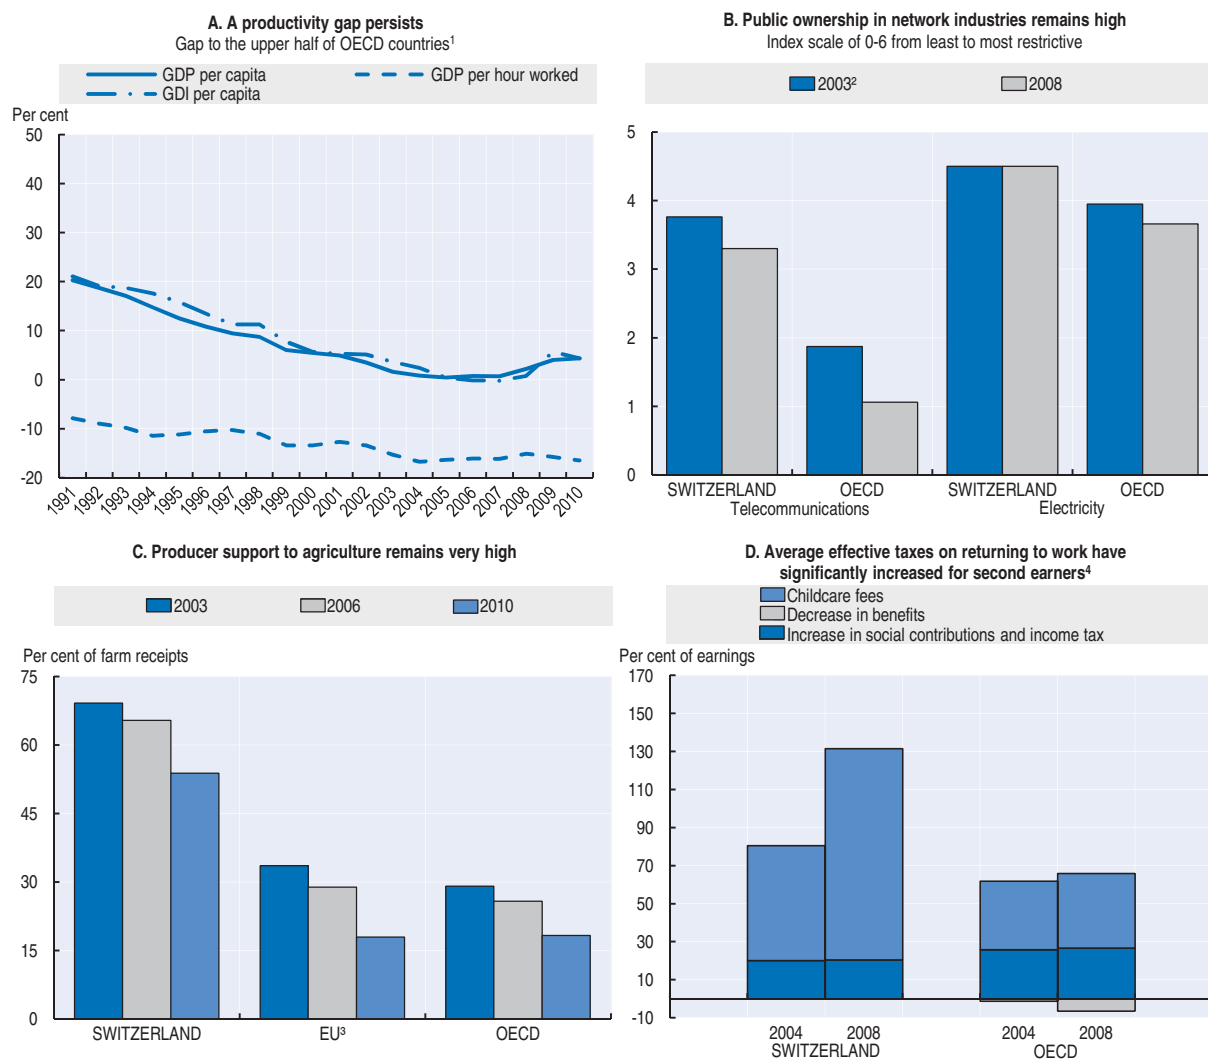 A. A productivity gap persists
Gap to the upper half of OECD countries¹
GDP per capita
GDP per hour worked
GDI per capita
Per cent
50
40
30
20
10
0
-10
-20
1991
1992
1993
1994
1995
1996
1997
1998
1999
2000
2001
2002
2003
2004
2005
2006
2007
2008
2009
2010
B. Public ownership in network industries remains high
Index scale of 0-6 from least to most restrictive
2003²
2008
5
4
3
2
1
0
SWITZERLAND
OECD
SWITZERLAND
OECD
Telecommunications
Electricity
C. Producer support to agriculture remains very high
2003
2006
2010
Per cent of farm receipts
75
60
45
30
15
0
SWITZERLAND
EU³
OECD
D. Average effective taxes on returning to work have
significantly increased for second earners⁴
Childcare fees
Decrease in benefits
Increase in social contributions and income tax
Per cent of earnings
170
150
130
110
90
70
50
30
10
-10
2004
2008
2004
2008
SWITZERLAND
OECD